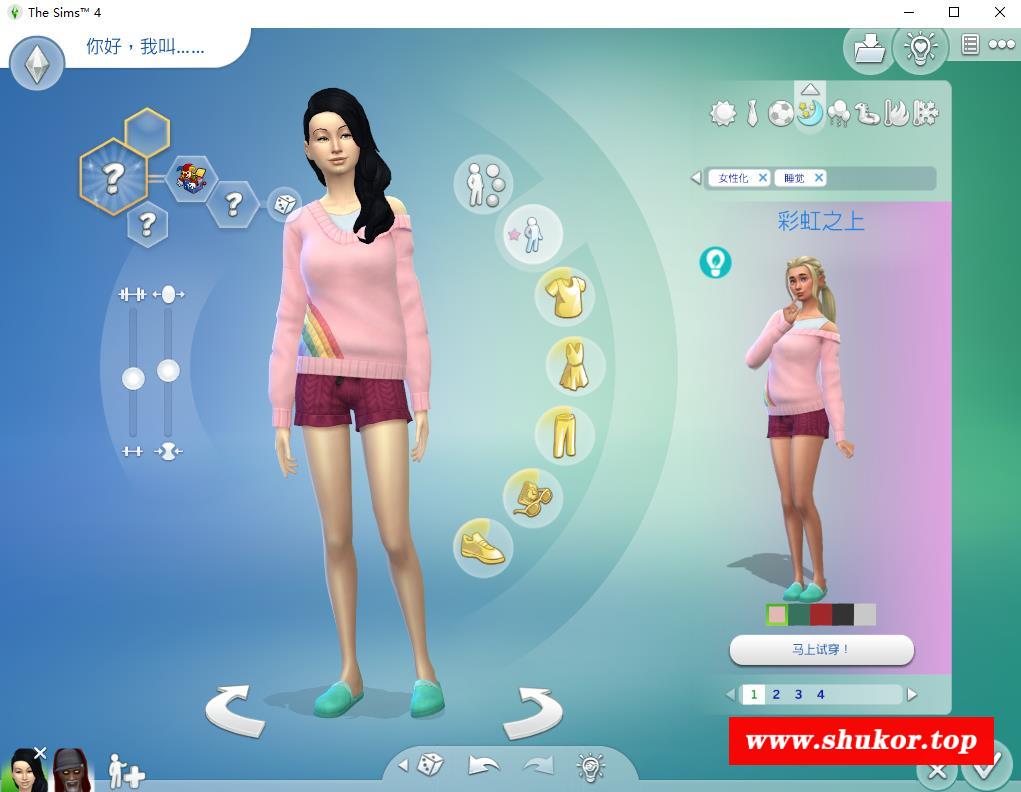 The Sims™ 4
你好，我叫......
女性化 ✕ 睡觉 ✕
彩虹之上
马上试穿！
1 2 3 4
www.shukor.top